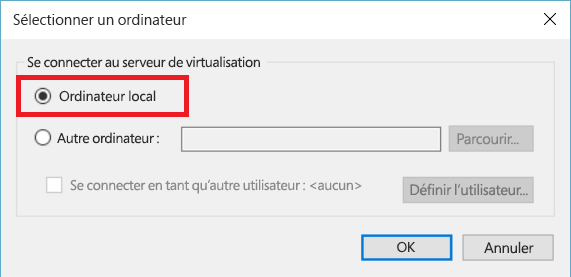 Sélectionner un ordinateur
Se connecter au serveur de virtualisation
Ordinateur local
Autre ordinateur :
Parcourir...
Se connecter en tant qu'autre utilisateur : <aucun>
Définir l'utilisateur...
OK
Annuler